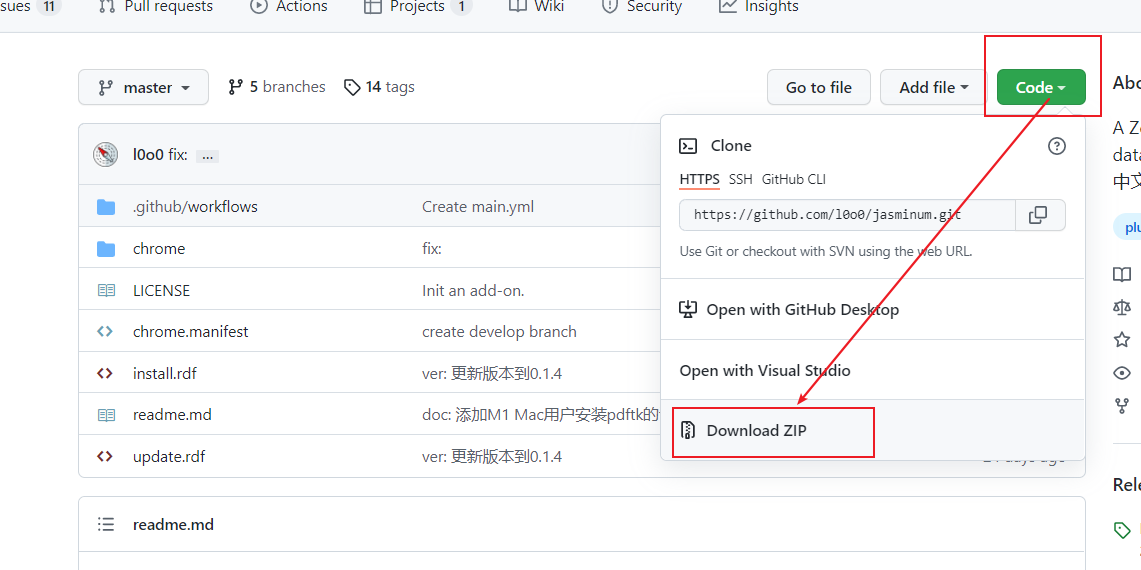 sues 11 Pull requests Actions Projects 1 Wiki Security Insights
master 5 branches 14 tags Go to file Add file Code
Abo
l0o0 fix: ...
Clone
A Z
HTTPS SSH GitHub CLI
data
中文
https://github.com/l0o0/jasminum.git
.github/workflows Create main.yml
plu
Use Git or checkout with SVN using the web URL.
chrome fix:
LICENSE Init an add-on.
Open with GitHub Desktop
chrome.manifest create develop branch
install.rdf ver: 更新版本到0.1.4
Open with Visual Studio
readme.md doc: 添加M1 Mac用户安装pdftk的
Download ZIP
update.rdf ver: 更新版本到0.1.4
Rele
readme.md